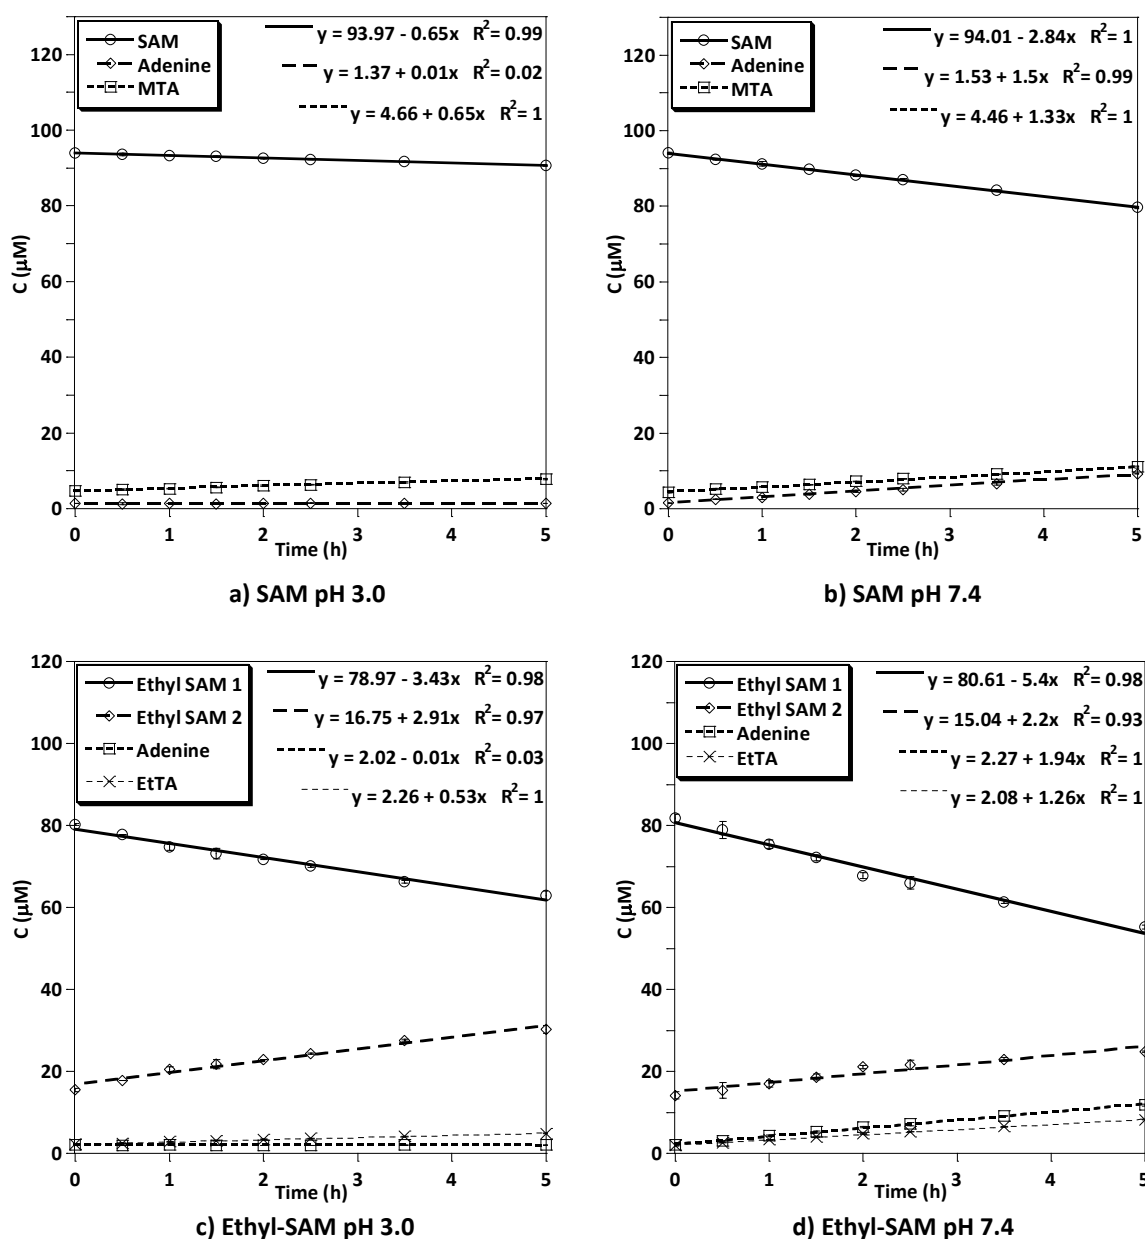 SAM
Adenine
MTA
y = 93.97 - 0.65x R²= 0.99
y = 1.37 + 0.01x R²= 0.02
y = 4.66 + 0.65x R²= 1
120
100
80
60
40
20
0
C (μM)
0 1 2 3 4 5
Time (h)
a) SAM pH 3.0
SAM
Adenine
MTA
y = 94.01 - 2.84x R²= 1
y = 1.53 + 1.5x R²= 0.99
y = 4.46 + 1.33x R²= 1
120
100
80
60
40
20
0
C (μM)
0 1 2 3 4 5
Time (h)
b) SAM pH 7.4
Ethyl SAM 1
Ethyl SAM 2
Adenine
EtTA
y = 78.97 - 3.43x R²= 0.98
y = 16.75 + 2.91x R²= 0.97
y = 2.02 - 0.01x R²= 0.03
y = 2.26 + 0.53x R²= 1
120
100
80
60
40
20
0
C (μM)
0 1 2 3 4 5
Time (h)
c) Ethyl-SAM pH 3.0
Ethyl SAM 1
Ethyl SAM 2
Adenine
EtTA
y = 80.61 - 5.4x R²= 0.98
y = 15.04 + 2.2x R²= 0.93
y = 2.27 + 1.94x R²= 1
y = 2.08 + 1.26x R²= 1
120
100
80
60
40
20
0
C (μM)
0 1 2 3 4 5
Time (h)
d) Ethyl-SAM pH 7.4